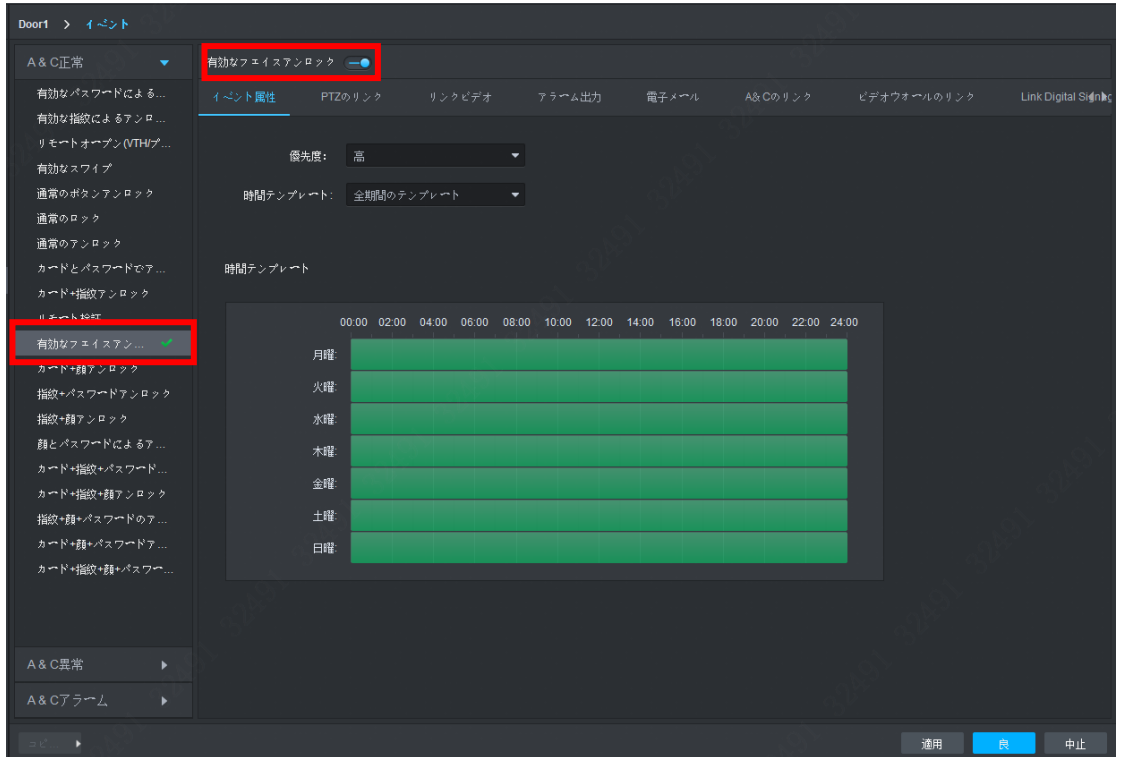 Door1 > イベント
A & C正常
有効なフェイスアンロック
有効なパスワードによる...
有効な指紋によるアンロ...
リモートオープン(VTH/プ...
有効なスワイプ
通常のボタンアンロック
通常のロック
通常のアンロック
カードとパスワードでア...
カード+指紋アンロック
リモート検証
有効なフェイスアン...
カード+顔アンロック
指紋+パスワードアンロック
指紋+顔アンロック
顔とパスワードによるア...
カード+指紋+パスワード...
カード+指紋+顔アンロック
指紋+顔+パスワードのア...
カード+顔+パスワードア...
カード+指紋+顔+パスワー...
A & C異常
A & Cアラーム
イベント属性 PTZのリンク リンクビデオ アラーム出力 電子メール A& Cのリンク ビデオウオールのリンク Link Digital
優先度: 高
時間テンプレート: 全期間のテンプレート
時間テンプレート
00:00 02:00 04:00 06:00 08:00 10:00 12:00 14:00 16:00 18:00 20:00 22:00 24:00
月曜:
火曜:
水曜:
木曜:
金曜:
土曜:
日曜:
コピ...
適用 良 中止
32491 32491